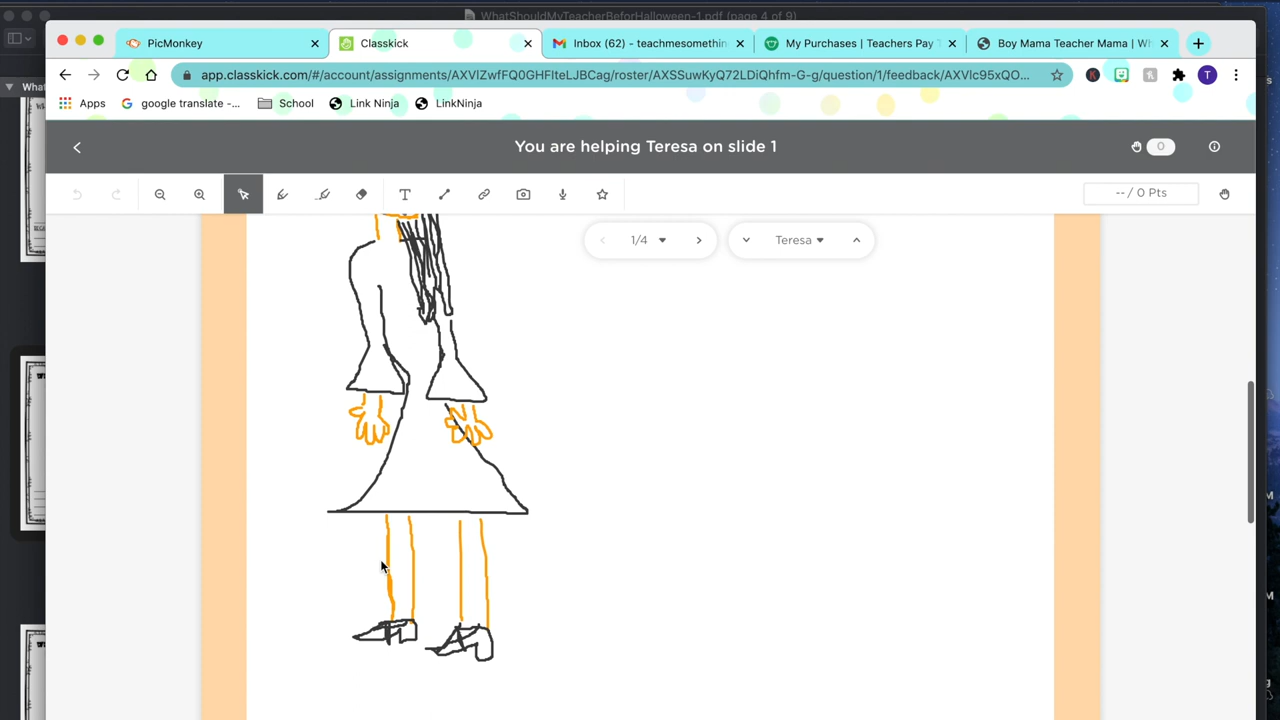 WhatShouldMyTeacherBeforHalloween-1.pdf (page 4 of 9)
PicMonkey
Classkick
Inbox (62) - teachmesomethin
My Purchases | Teachers Pay T
Boy Mama Teacher Mama | Wh
What
app.classkick.com/#/account/assignments/AXVIZwfFQ0GHFlteLJBCag/roster/AXSSuwKyQ72LDiQhfm-G-g/question/1/feedback/AXVlc95xQO...
T
Apps
google translate -...
School
Link Ninja
LinkNinja
You are helping Teresa on slide 1
0
T
-- / 0 Pts
1/4
Teresa